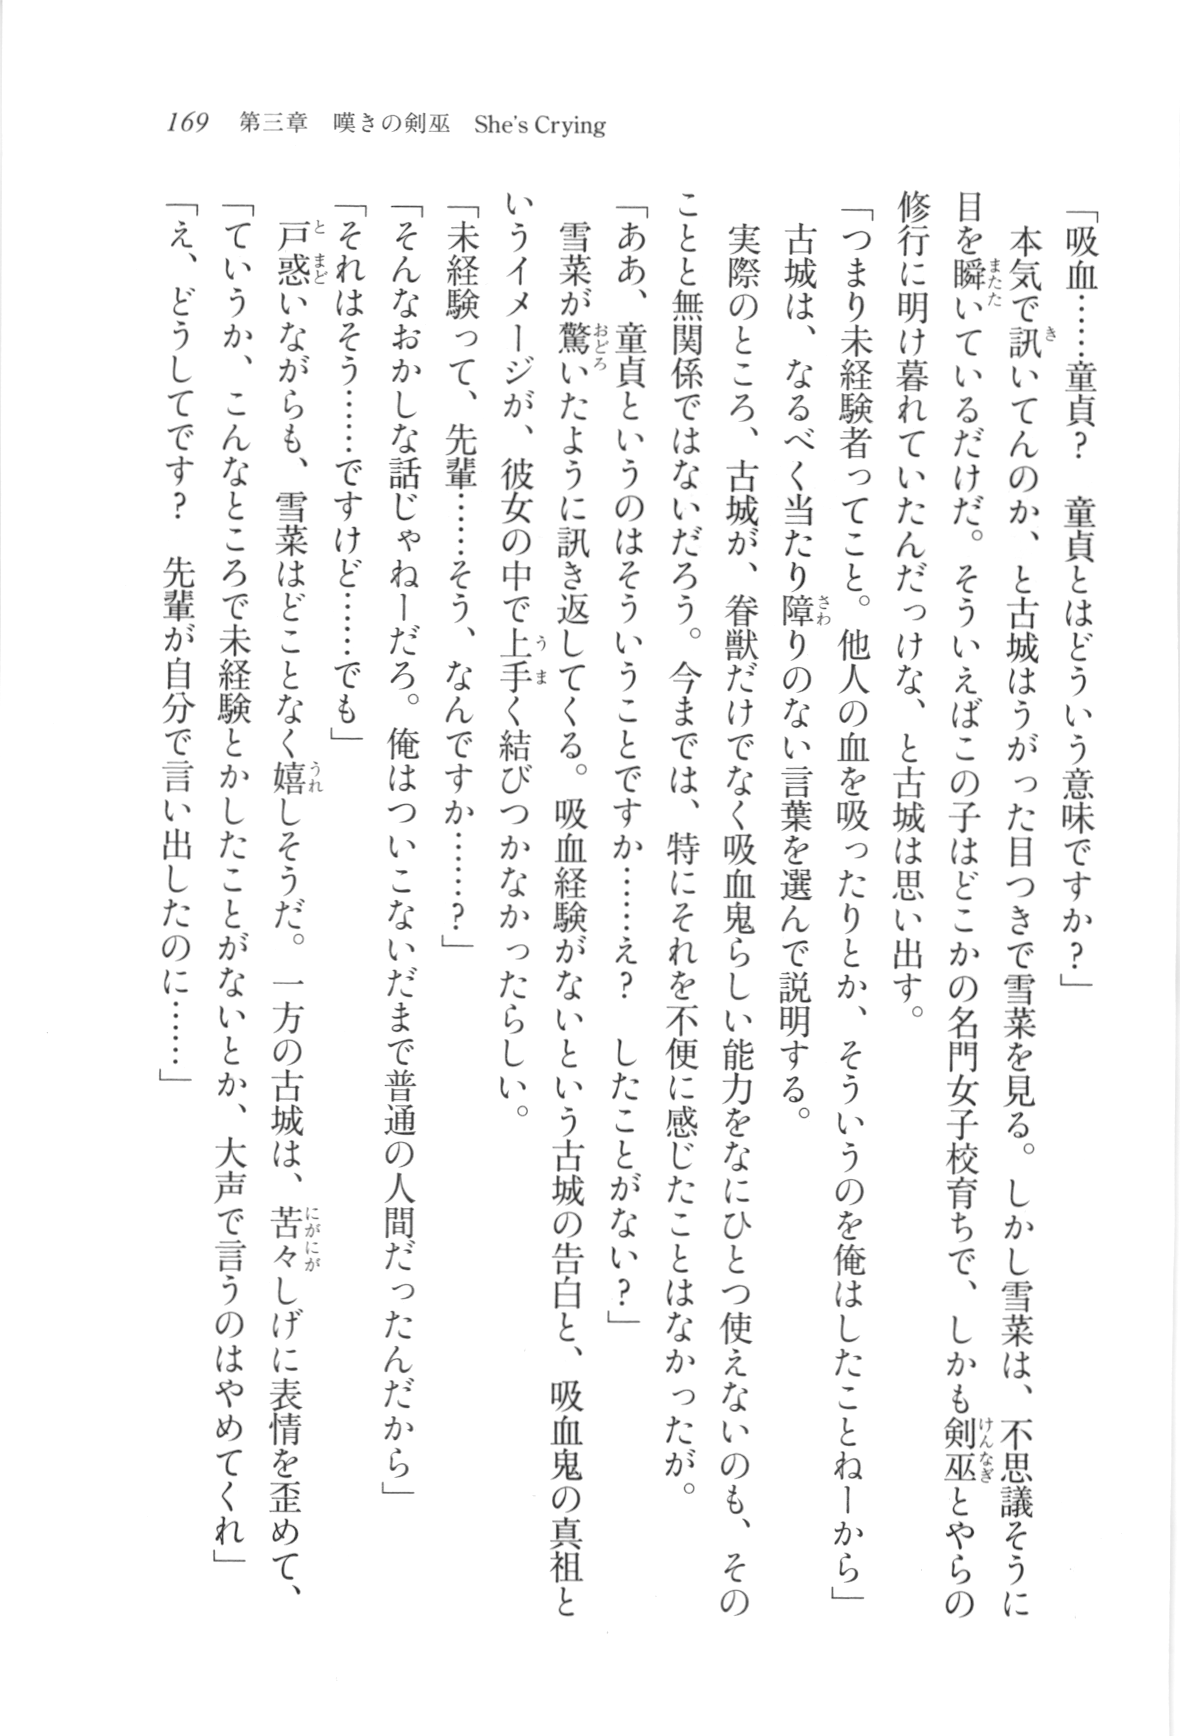 169 第三章 嘆きの剣巫 She's Crying
「吸血……童貞？　童貞とはどういう意味ですか？」
　本気で訊いてんのか、と古城はうがった目つきで雪菜を見る。しかし雪菜は、不思議そうに
目を瞬いているだけだ。そういえばこの子はどこかの名門女子校育ちで、しかも剣巫とやらの
修行に明け暮れていたんだっけな、と古城は思い出す。
「つまり未経験者ってこと。他人の血を吸ったりとか、そういうのを俺はしたことねーから」
　古城は、なるべく当たり障りのない言葉を選んで説明する。
　実際のところ、古城が、眷獣だけでなく吸血鬼らしい能力をなにひとつ使えないのも、その
ことと無関係ではないだろう。今までは、特にそれを不便に感じたことはなかったが。
「ああ、童貞というのはそういうことですか……え？　したことがない？」
　雪菜が驚いたように訊き返してくる。吸血経験がないという古城の告白と、吸血鬼の真祖と
いうイメージが、彼女の中で上手く結びつかなかったらしい。
「未経験って、先輩……そう、なんですか……？」
「そんなおかしな話じゃねーだろ。俺はついこないだまで普通の人間だったんだから」
「それはそう……ですけど……でも」
　戸惑いながらも、雪菜はどことなく嬉しそうだ。一方の古城は、苦々しげに表情を歪めて、
「ていうか、こんなところで未経験とかしたことがないとか、大声で言うのはやめてくれ」
「え、どうしてです？　先輩が自分で言い出したのに……」